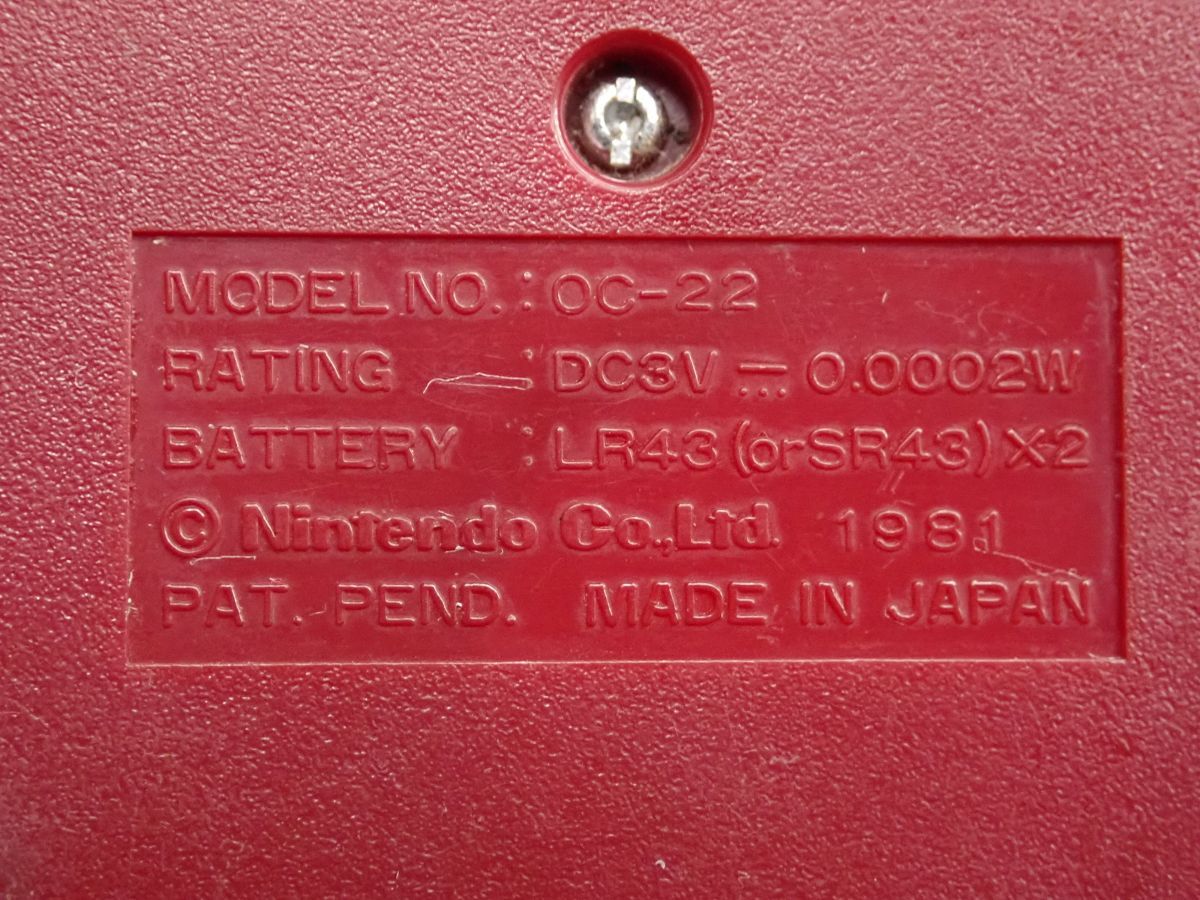 MODEL NO. : OC-22
RATING : DC3V ⎓ 0.0002W
BATTERY : LR43 (or SR43) X2
© Nintendo Co., Ltd. 1981
PAT. PEND. MADE IN JAPAN